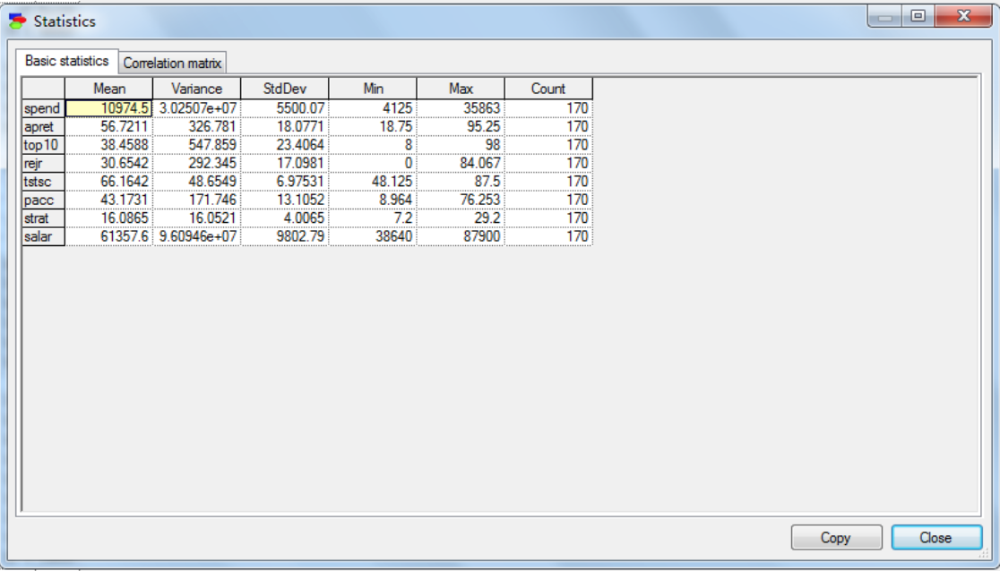 Statistics
Basic statistics Correlation matrix
Mean Variance StdDev Min Max Count
spend 10974.5 3.02507e+07 5500.07 4125 35863 170
apret 56.7211 326.781 18.0771 18.75 95.25 170
top10 38.4588 547.859 23.4064 8 98 170
rejr 30.6542 292.345 17.0981 0 84.067 170
tstsc 66.1642 48.6549 6.97531 48.125 87.5 170
pacc 43.1731 171.746 13.1052 8.964 76.253 170
strat 16.0865 16.0521 4.0065 7.2 29.2 170
salar 61357.6 9.60946e+07 9802.79 38640 87900 170
Copy Close